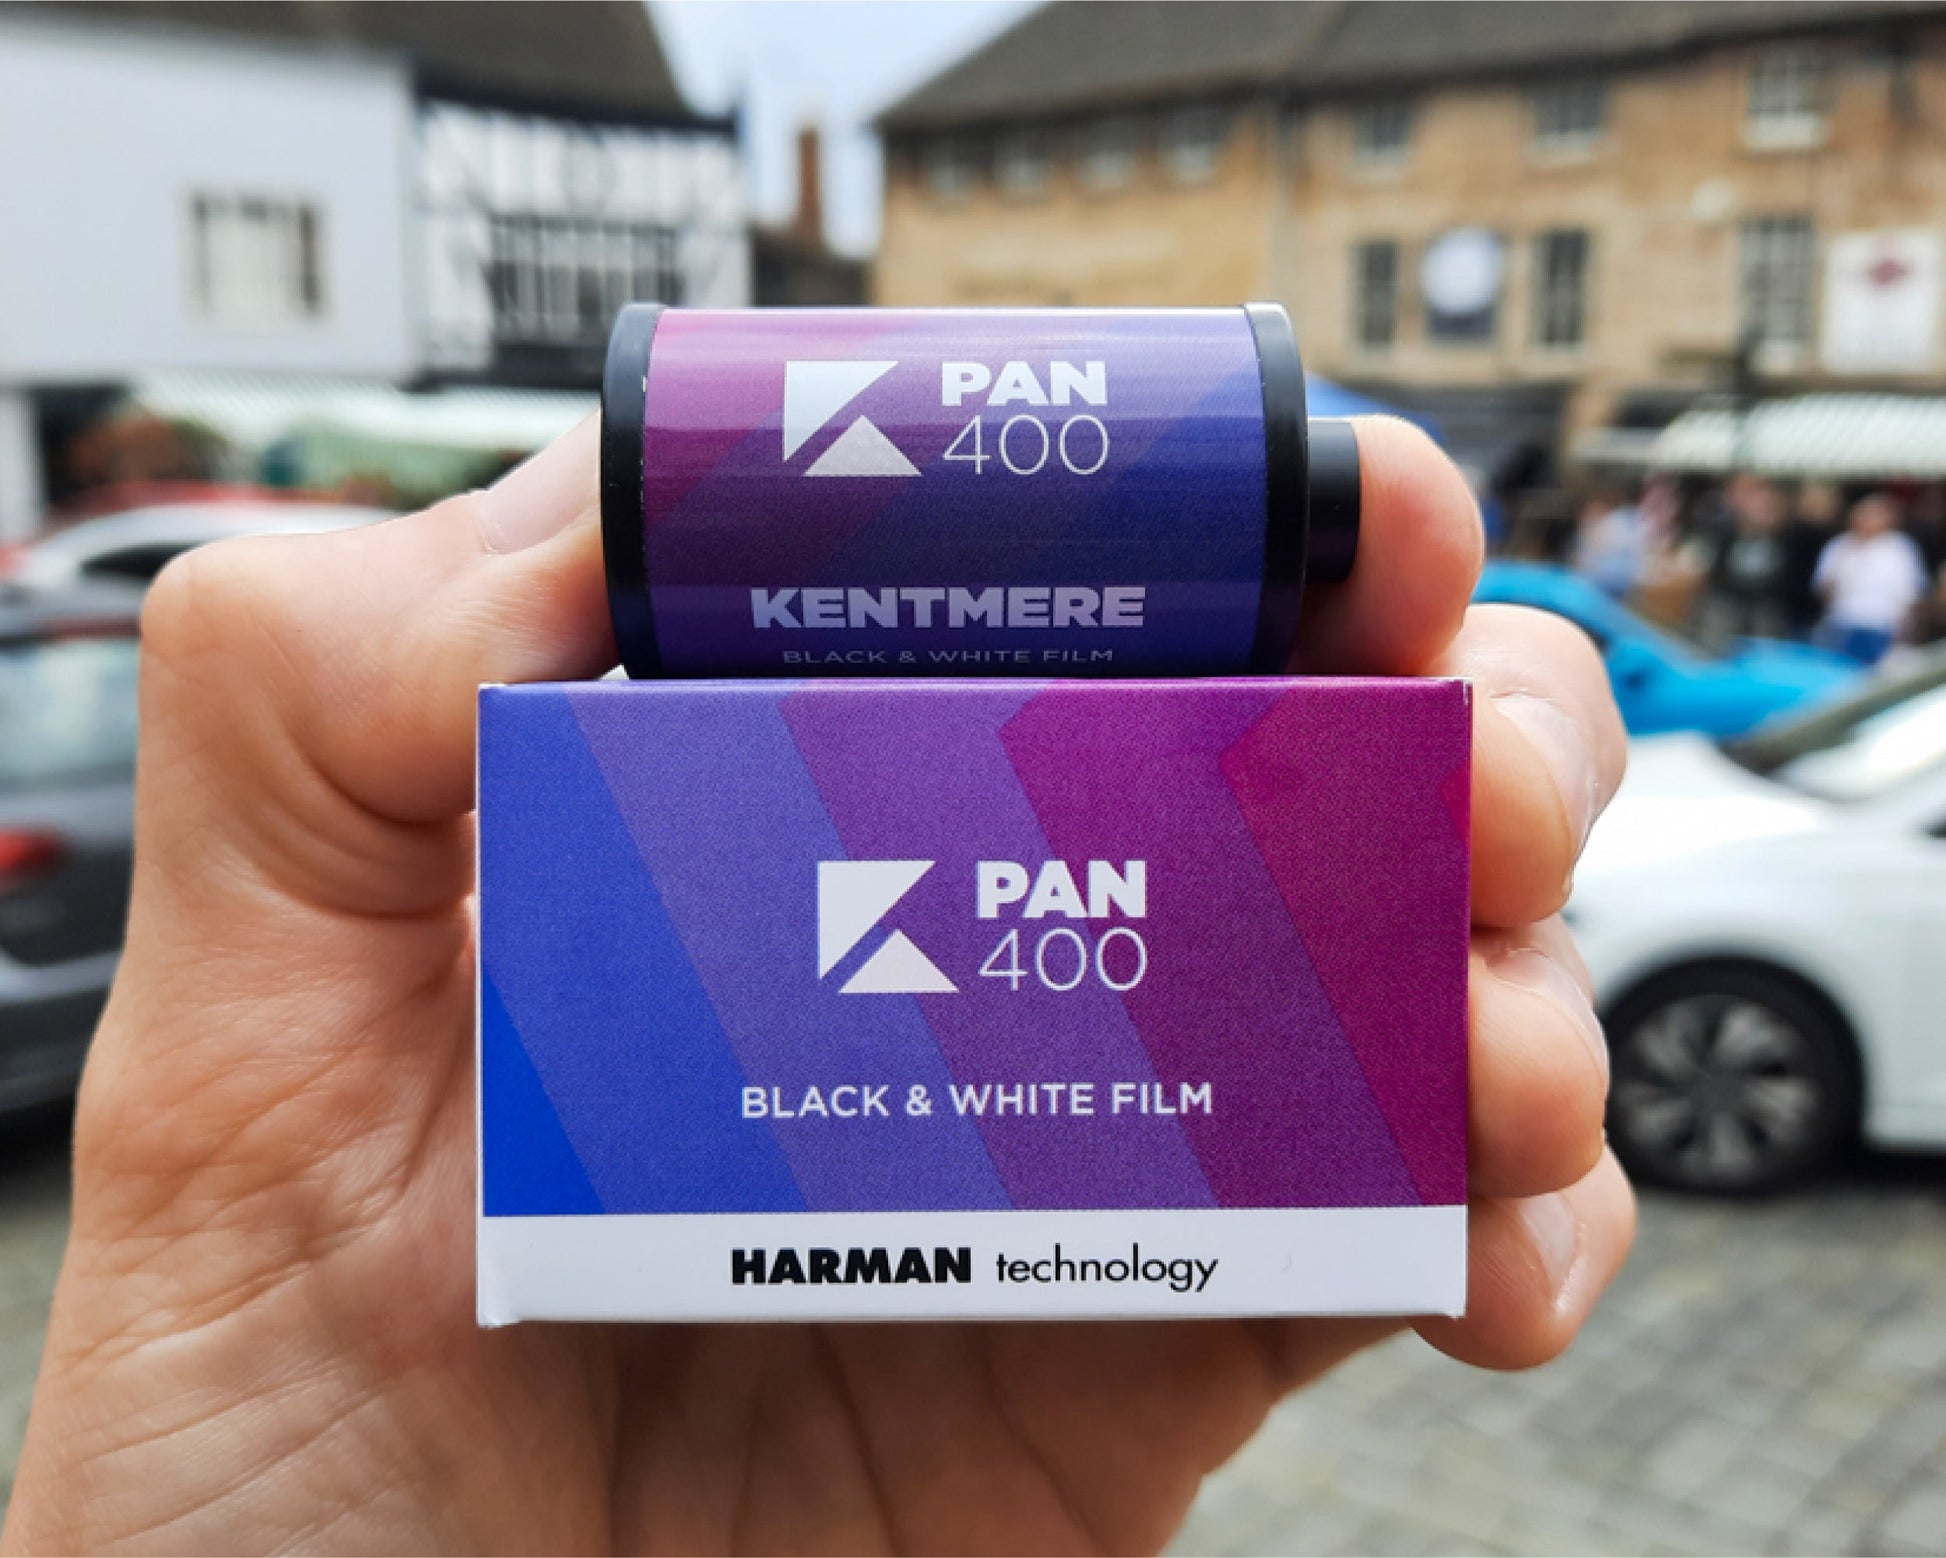 PAN
400
KENTMERE
BLACK & WHITE FILM
PAN
400
BLACK & WHITE FILM
HARMAN technology